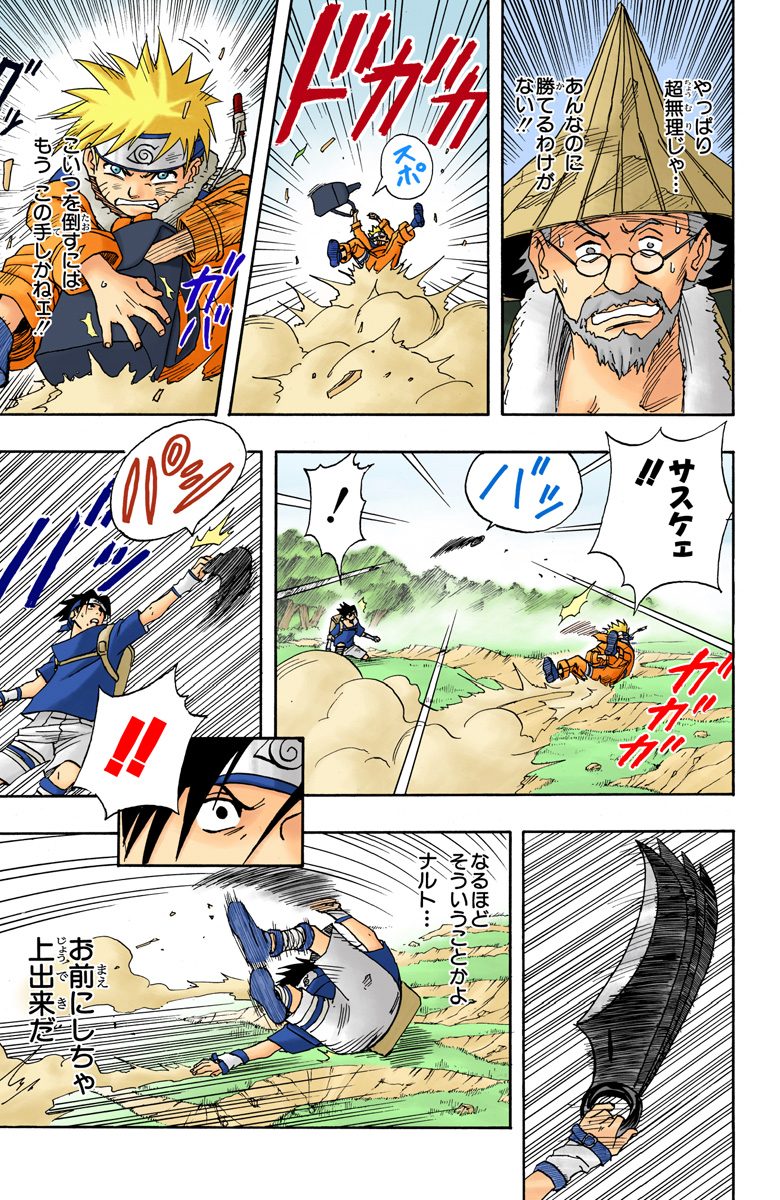 やっぱり
超無理じゃ…
あんなのに
勝てるわけが
ない!!
ドガガ
スポ
グッ
こいつを倒すには
もう この手しかねェ!!
ガバ
サスケェ
!!
バッ
!
ガガガ
パシ
バッ
!!
なるほど
そういうことかよ
ナルト…
お前にしちゃ
上出来だ